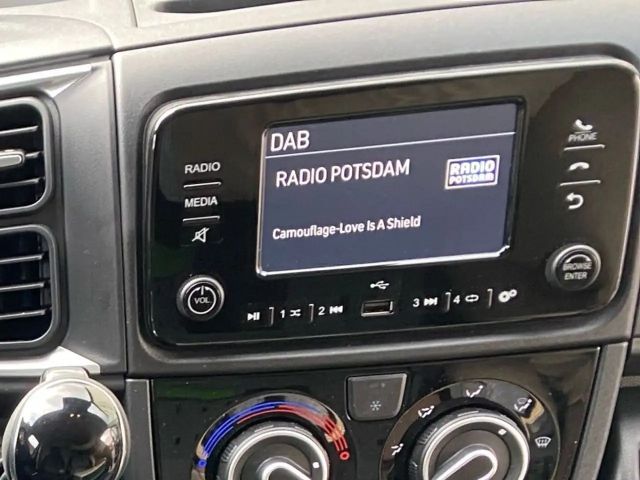 DAB
RADIO POTSDAM
RADIO
POTSDAM
Camouflage-Love Is A Shield
RADIO
MEDIA
VOL
PHONE
BROWSE
ENTER
1
2
3
4